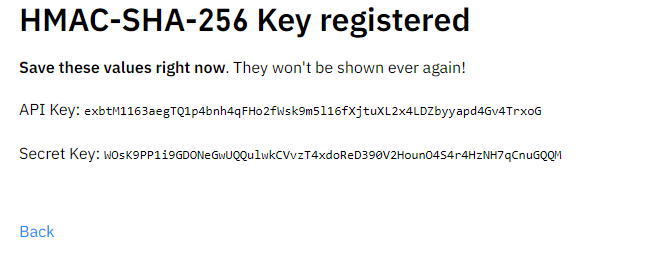 HMAC-SHA-256 Key registered
Save these values right now. They won't be shown ever again!
API Key: exbtM1163aegTQ1p4bnh4qFHo2fWsk9m5l16fXjtuXL2x4LDZbyyapd4Gv4TrxoG
Secret Key: WOsK9PP1i9GDONeGwUQQulwkCVvzT4xdoReD390V2HounO4S4r4HzNH7qCnuGQQM
Back